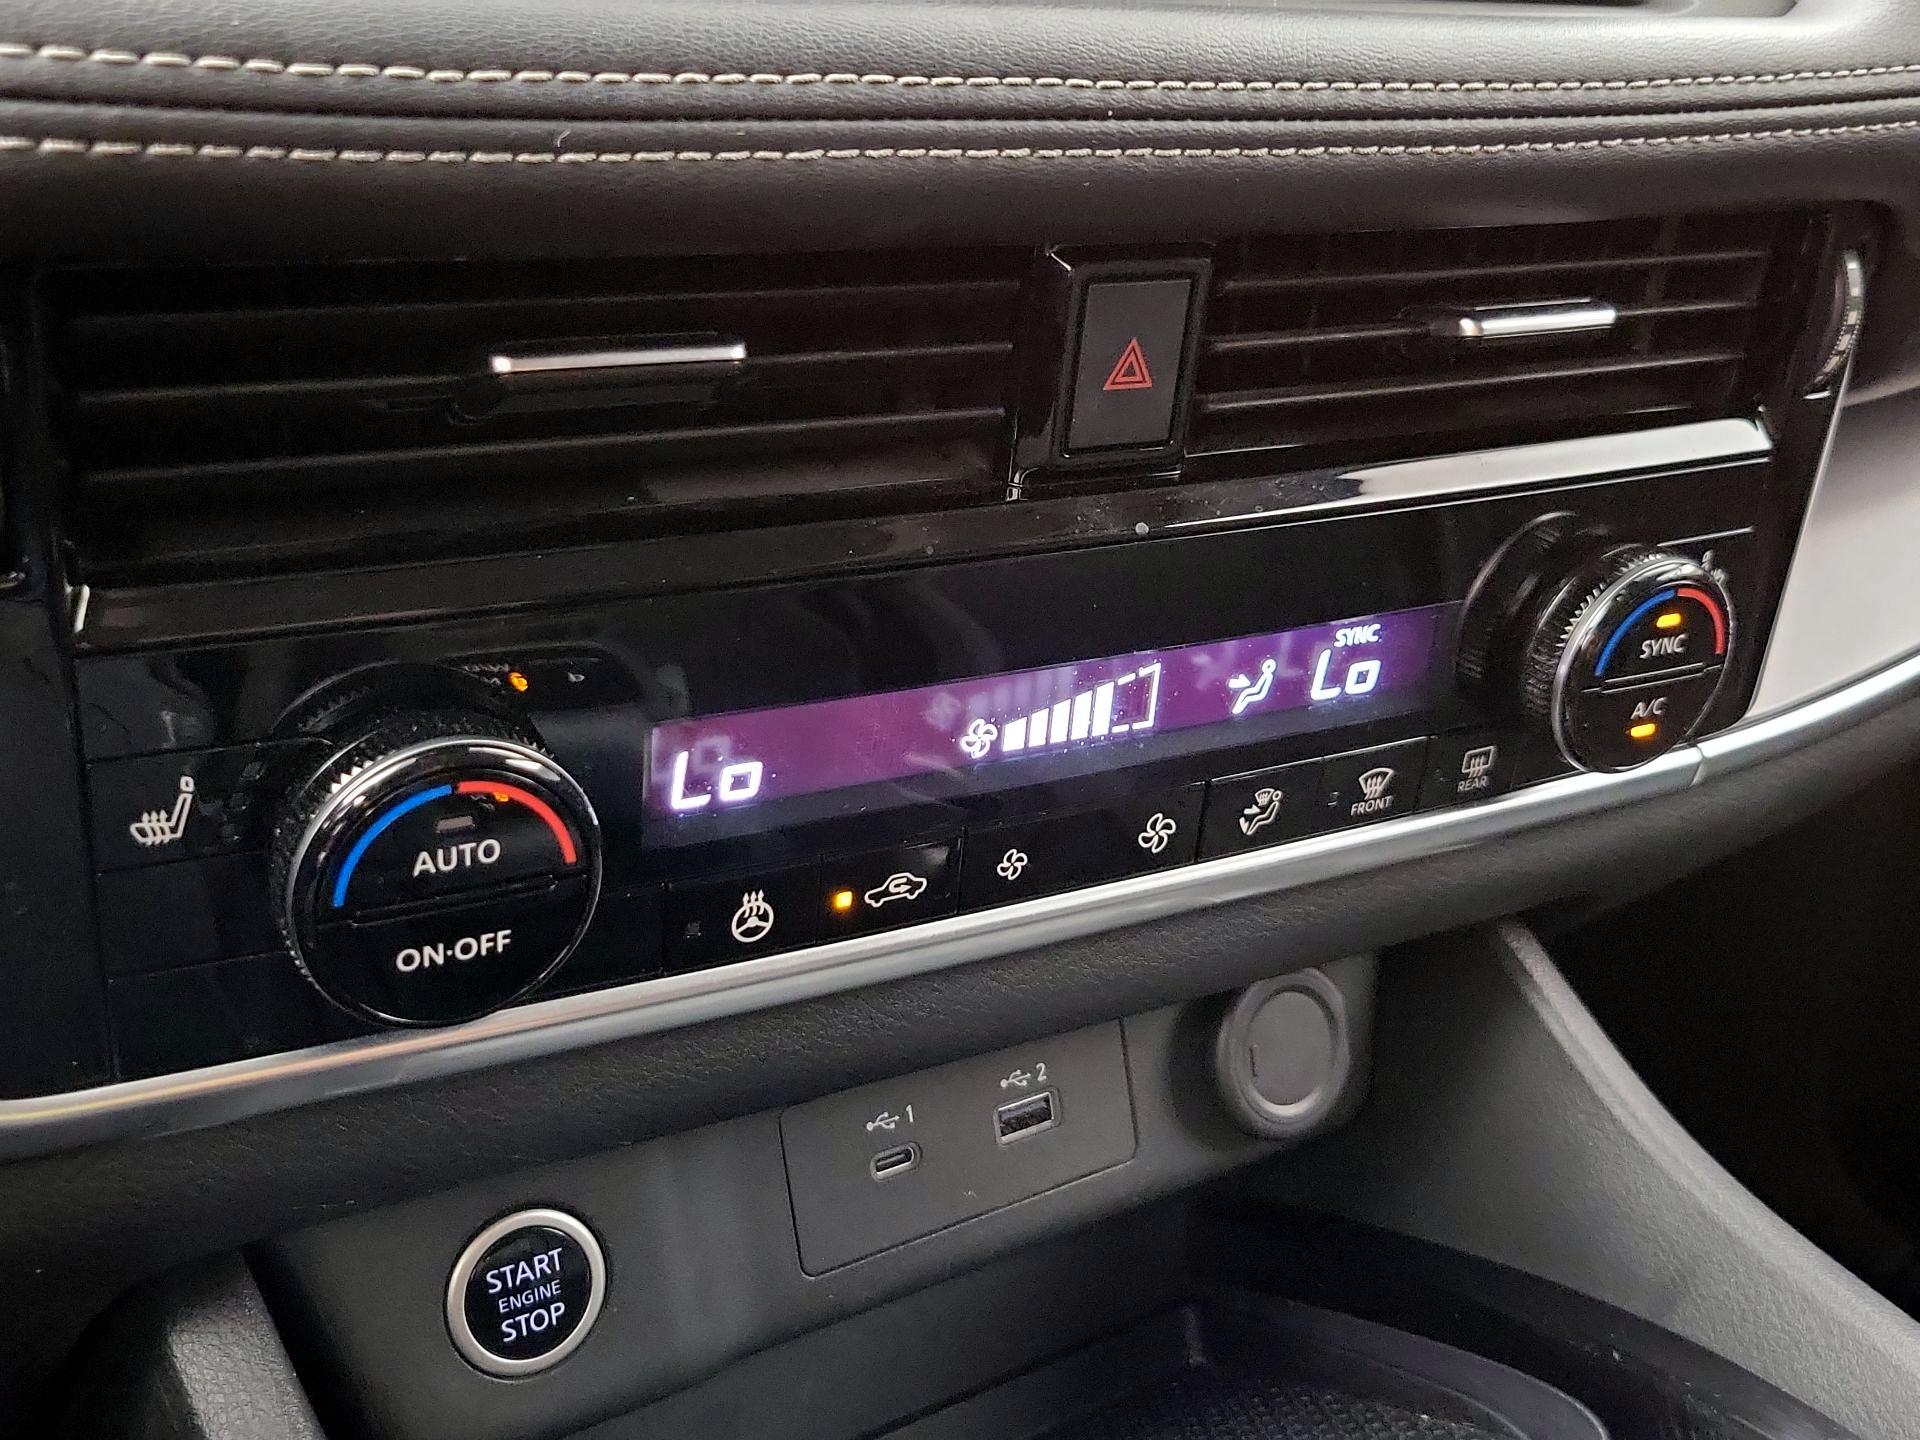 SYNC
Lo
Lo
SYNC
A/C
AUTO
ON·OFF
FRONT
REAR
1
2
START
ENGINE
STOP